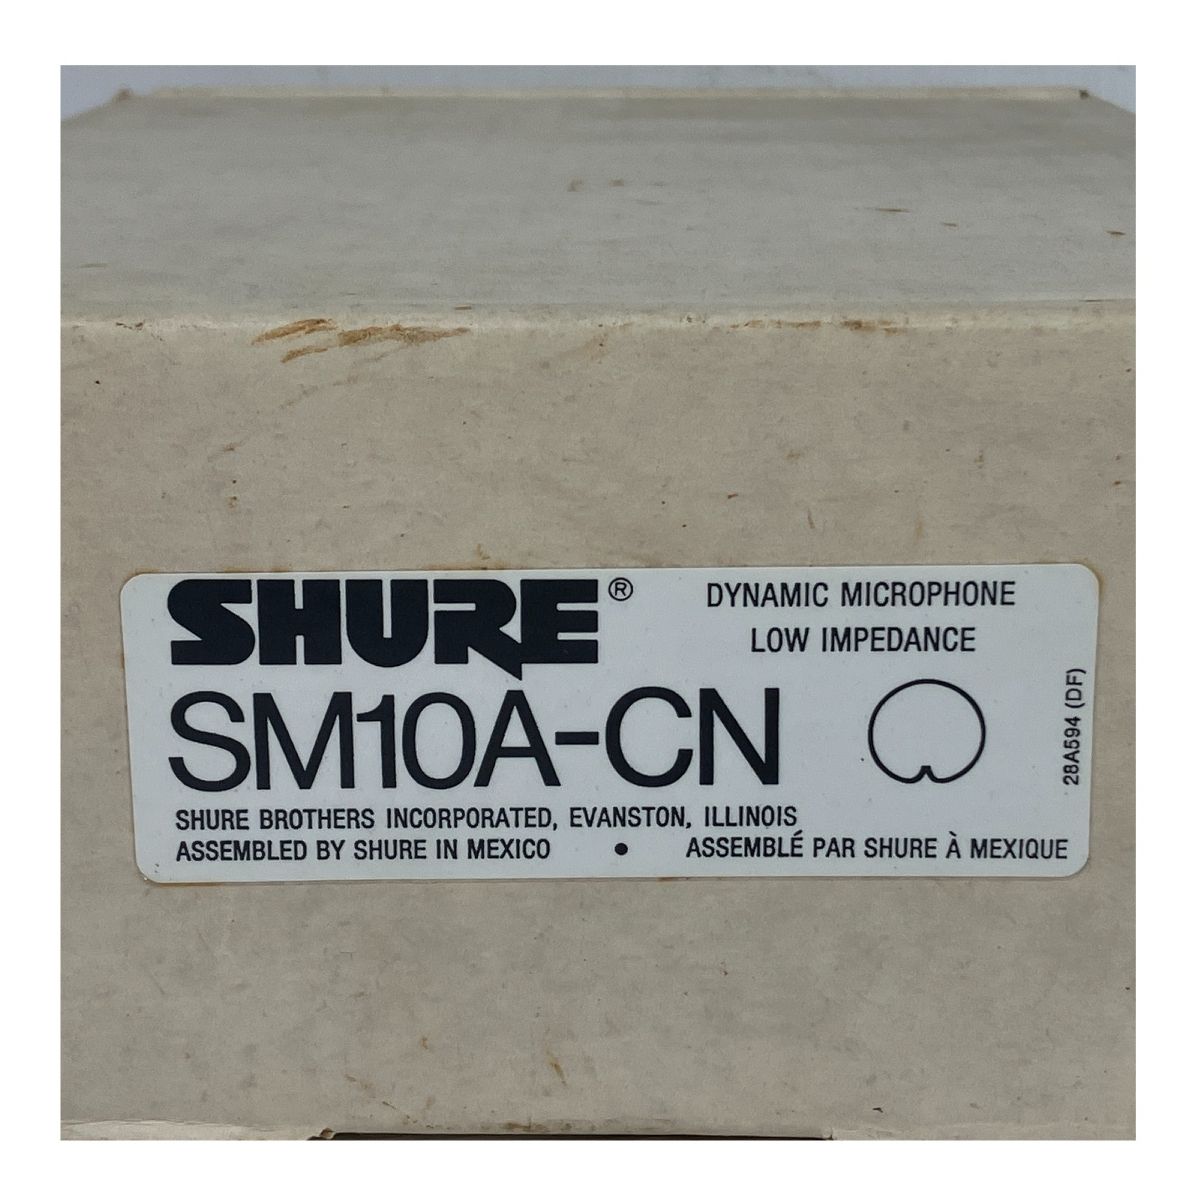 SHURE®
DYNAMIC MICROPHONE
LOW IMPEDANCE
SM10A-CN
28A594 (DF)
SHURE BROTHERS INCORPORATED, EVANSTON, ILLINOIS
ASSEMBLED BY SHURE IN MEXICO • ASSEMBLÉ PAR SHURE À MEXIQUE